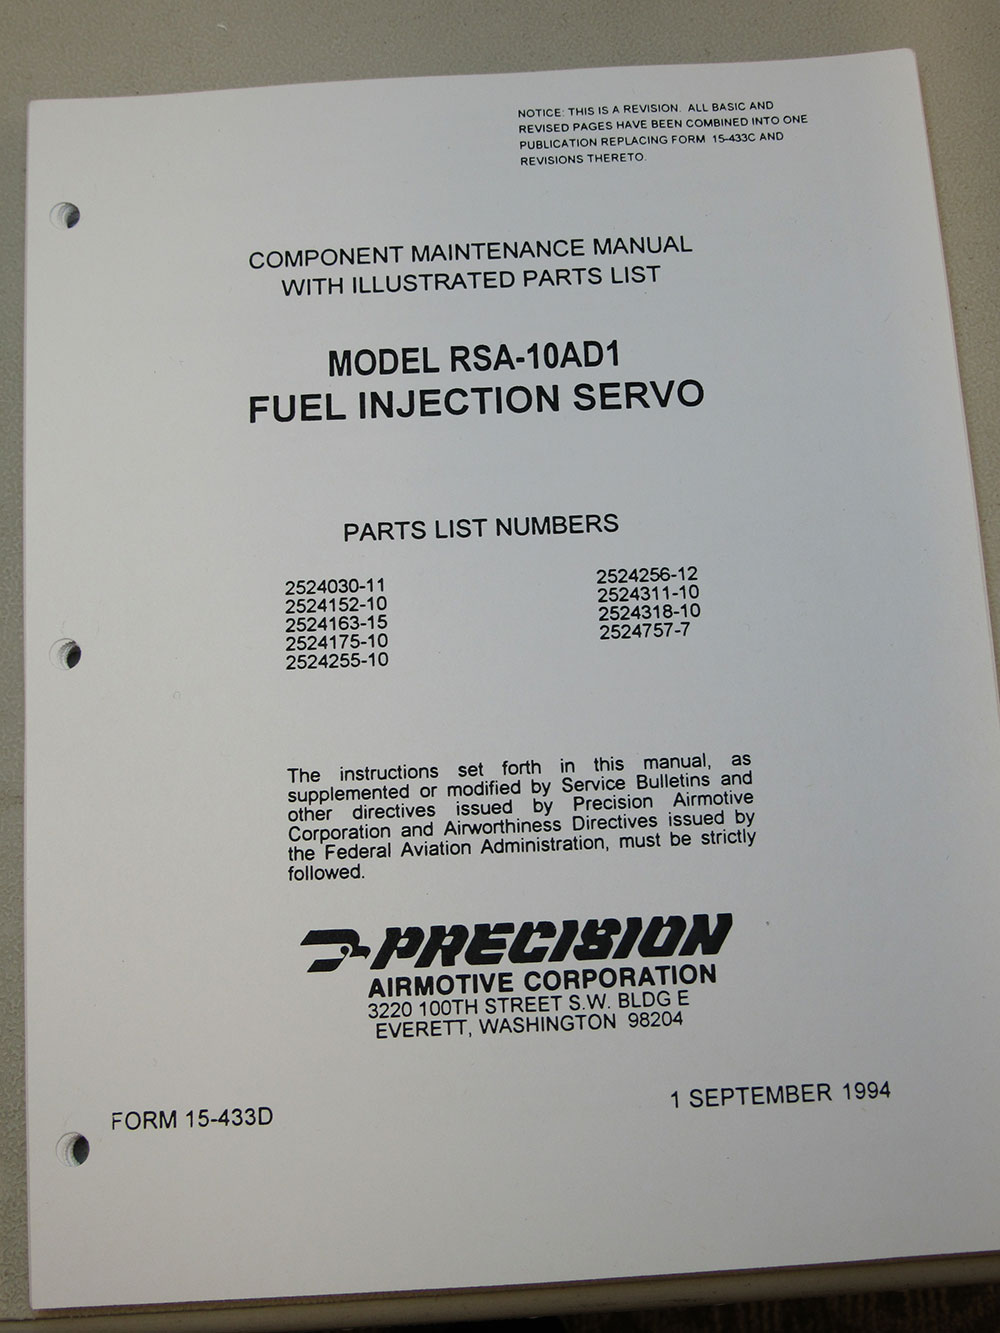 NOTICE: THIS IS A REVISION. ALL BASIC AND
REVISED PAGES HAVE BEEN COMBINED INTO ONE
PUBLICATION REPLACING FORM 15-433C AND
REVISIONS THERETO.
COMPONENT MAINTENANCE MANUAL
WITH ILLUSTRATED PARTS LIST
MODEL RSA-10AD1
FUEL INJECTION SERVO
PARTS LIST NUMBERS
2524030-11
2524152-10
2524163-15
2524175-10
2524255-10
2524256-12
2524311-10
2524318-10
2524757-7
The instructions set forth in this manual, as
supplemented or modified by Service Bulletins and
other directives issued by Precision Airmotive
Corporation and Airworthiness Directives issued by
the Federal Aviation Administration, must be strictly
followed.
PRECISION
AIRMOTIVE CORPORATION
3220 100TH STREET S.W. BLDG E
EVERETT, WASHINGTON 98204
FORM 15-433D
1 SEPTEMBER 1994